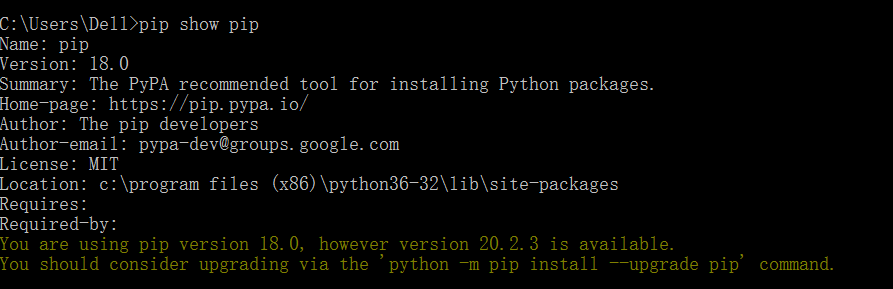 C:\Users\Dell>pip show pip
Name: pip
Version: 18.0
Summary: The PyPA recommended tool for installing Python packages.
Home-page: https://pip.pypa.io/
Author: The pip developers
Author-email: pypa-dev@groups.google.com
License: MIT
Location: c:\program files (x86)\python36-32\lib\site-packages
Requires:
Required-by:
You are using pip version 18.0, however version 20.2.3 is available.
You should consider upgrading via the 'python -m pip install --upgrade pip' command.